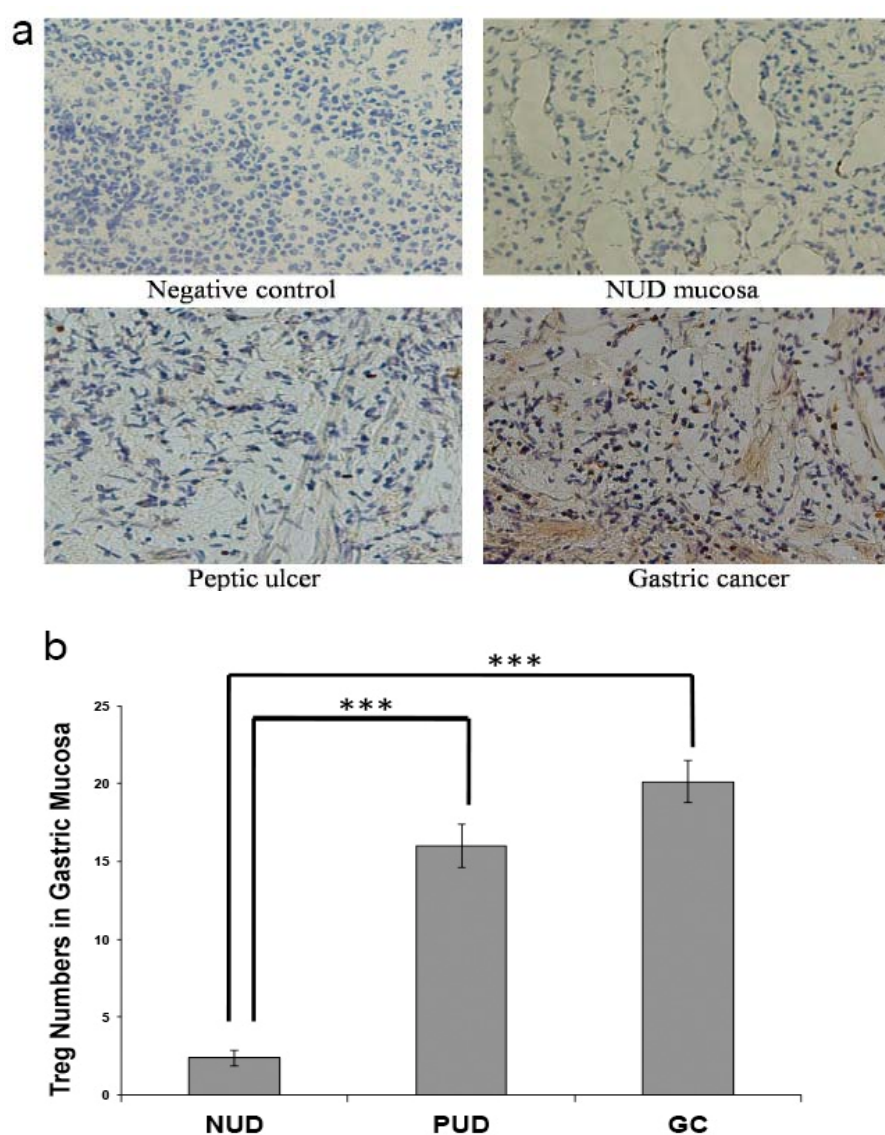 a
Negative control
NUD mucosa
Peptic ulcer
Gastric cancer
b
***
***
Treg Numbers in Gastric Mucosa
25
20
15
10
5
0
NUD
PUD
GC